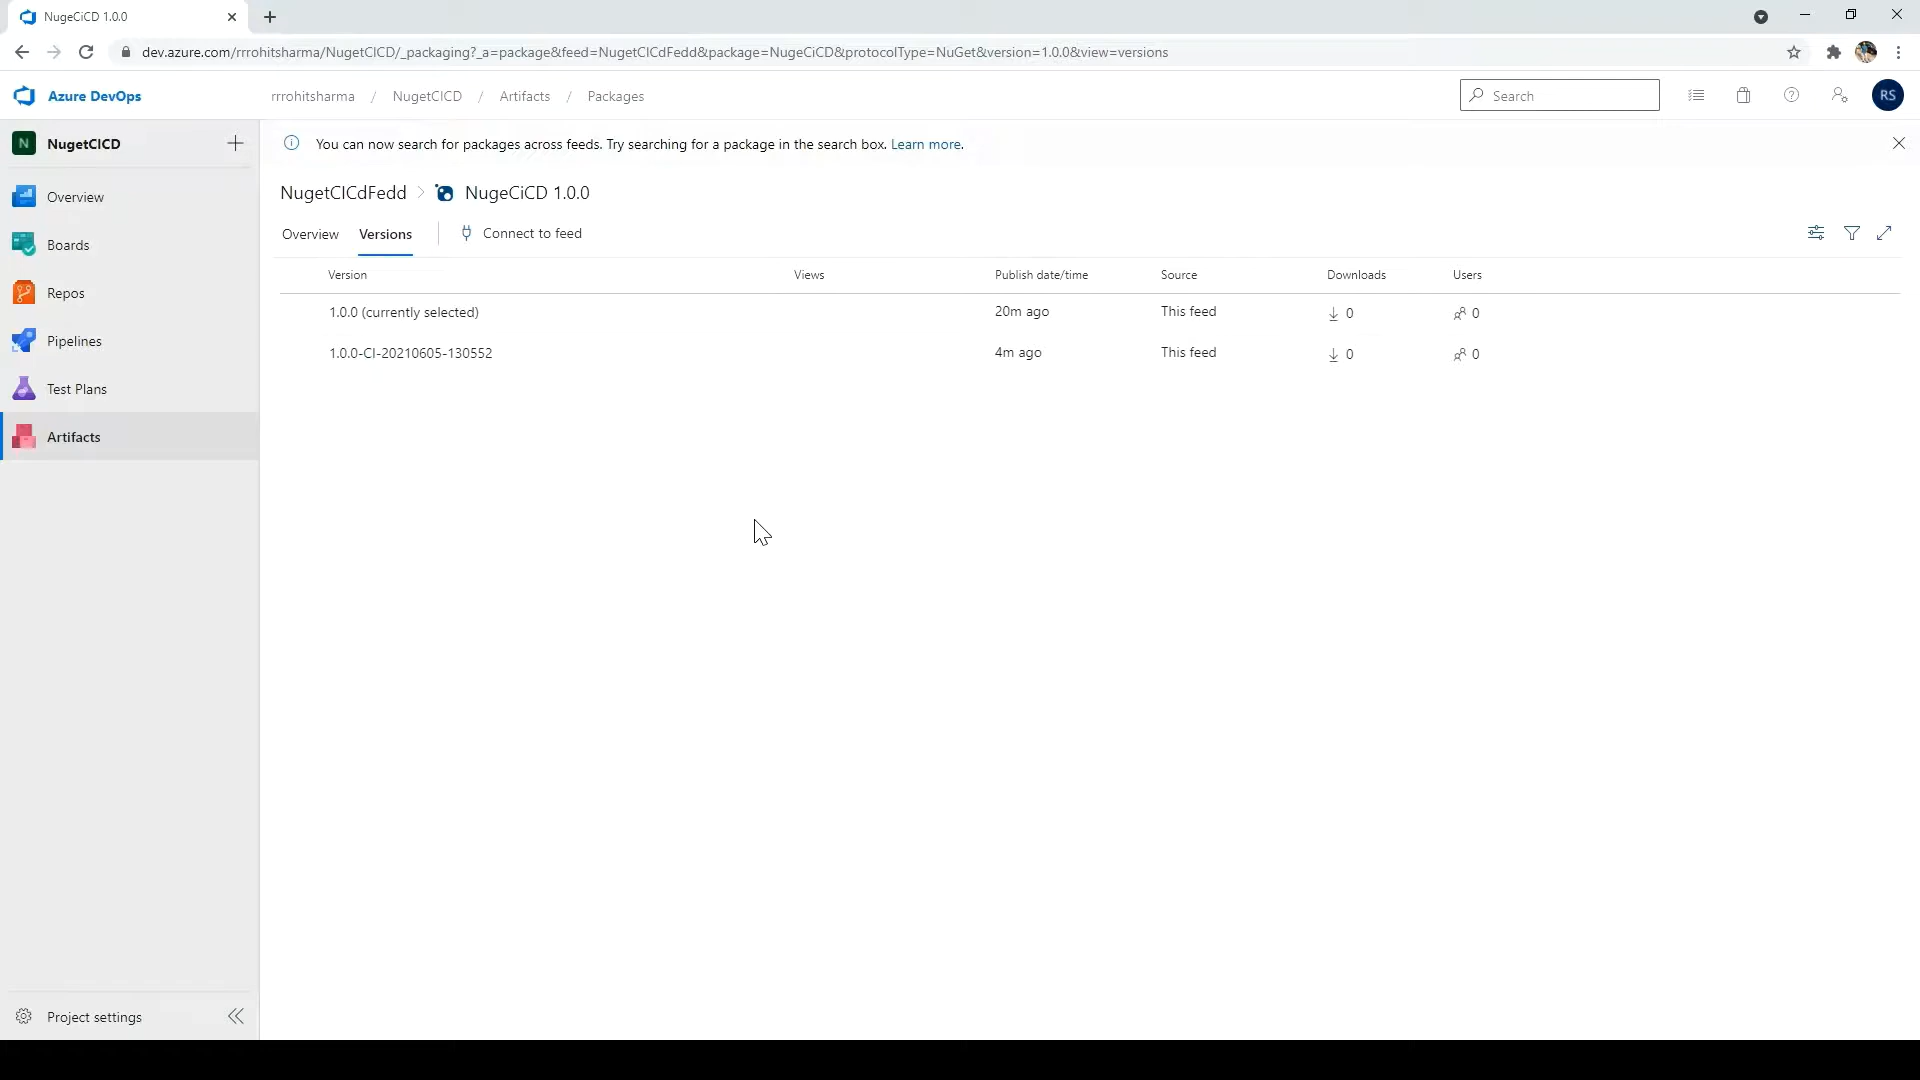 NugeCiCD 1.0.0
dev.azure.com/rrrohitsharma/NugetCICD/_packaging?_a=package&feed=NugetCICdFedd&package=NugeCiCD&protocolType=NuGet&version=1.0.0&view=versions
Azure DevOps
rrrohitsharma / NugetCICD / Artifacts / Packages
Search
RS
N NugetCICD
You can now search for packages across feeds. Try searching for a package in the search box. Learn more.
Overview
Boards
Repos
Pipelines
Test Plans
Artifacts
Project settings
NugetCICdFedd > NugeCiCD 1.0.0
Overview Versions Connect to feed
Version Views Publish date/time Source Downloads Users
1.0.0 (currently selected) 20m ago This feed 0 0
1.0.0-CI-20210605-130552 4m ago This feed 0 0